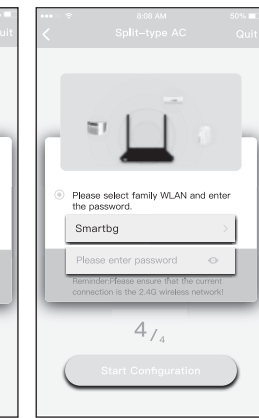 uit
8:08 AM
50%
Split-type AC
Quit
Please select family WLAN and enter
the password.
Smartbg
Please enter password
Reminder:Please ensure that the current
connection is the 2.4G wireless network!
4/4
Start Configuration